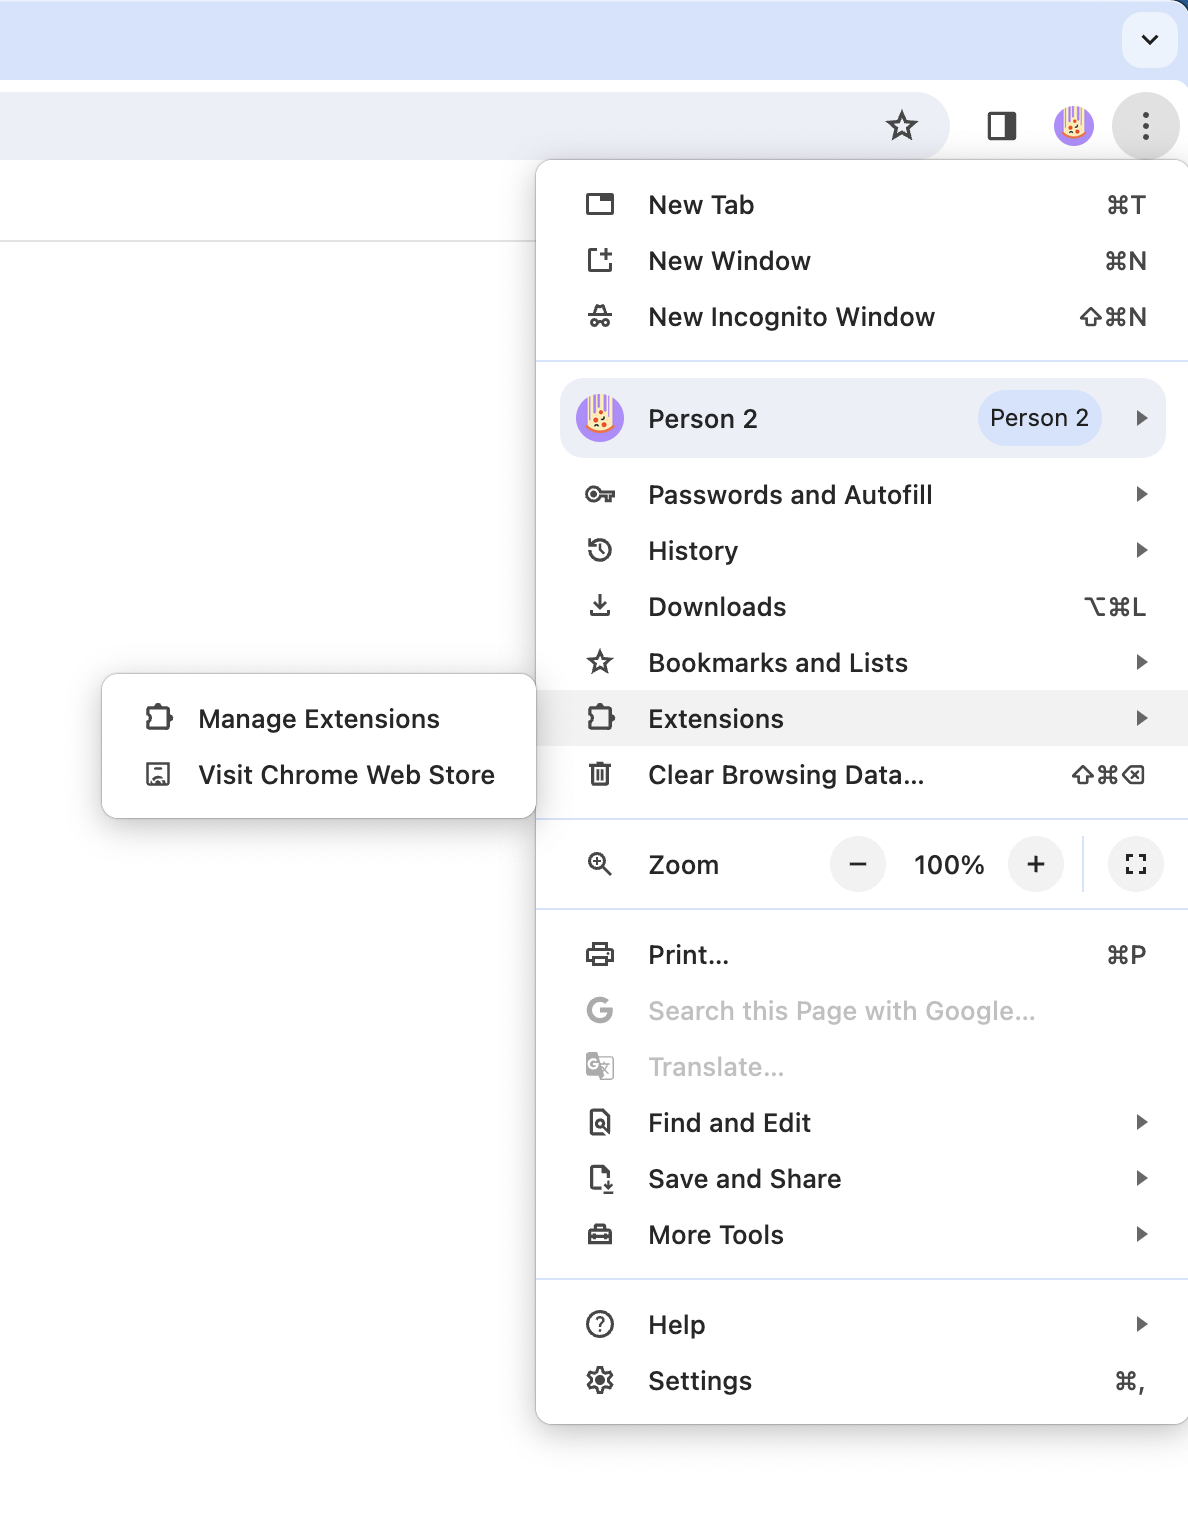 New Tab ⌘T
New Window ⌘N
New Incognito Window ⇧⌘N
Person 2 Person 2
Passwords and Autofill
History
Downloads ⌥⌘L
Bookmarks and Lists
Manage Extensions
Visit Chrome Web Store
Extensions
Clear Browsing Data... ⇧⌘⌫
Zoom − 100% +
Print... ⌘P
Search this Page with Google...
Translate...
Find and Edit
Save and Share
More Tools
Help
Settings ⌘,